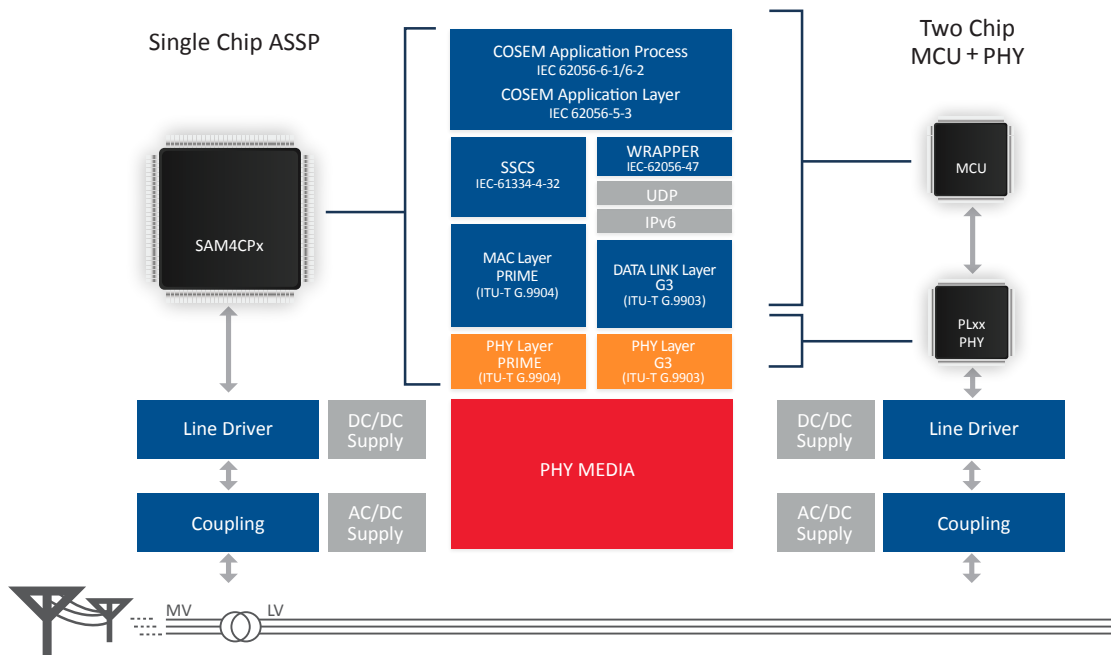 Single Chip ASSP
Two Chip
MCU + PHY
COSEM Application Process
IEC 62056-6-1/6-2
COSEM Application Layer
IEC 62056-5-3
SSCS
IEC-61334-4-32
WRAPPER
IEC-62056-47
UDP
IPv6
MAC Layer
PRIME
(ITU-T G.9904)
DATA LINK Layer
G3
(ITU-T G.9903)
PHY Layer
PRIME
(ITU-T G.9904)
PHY Layer
G3
(ITU-T G.9903)
PHY MEDIA
SAM4CPx
MCU
PLxx
PHY
Line Driver
DC/DC
Supply
Coupling
AC/DC
Supply
DC/DC
Supply
Line Driver
AC/DC
Supply
Coupling
MV
LV